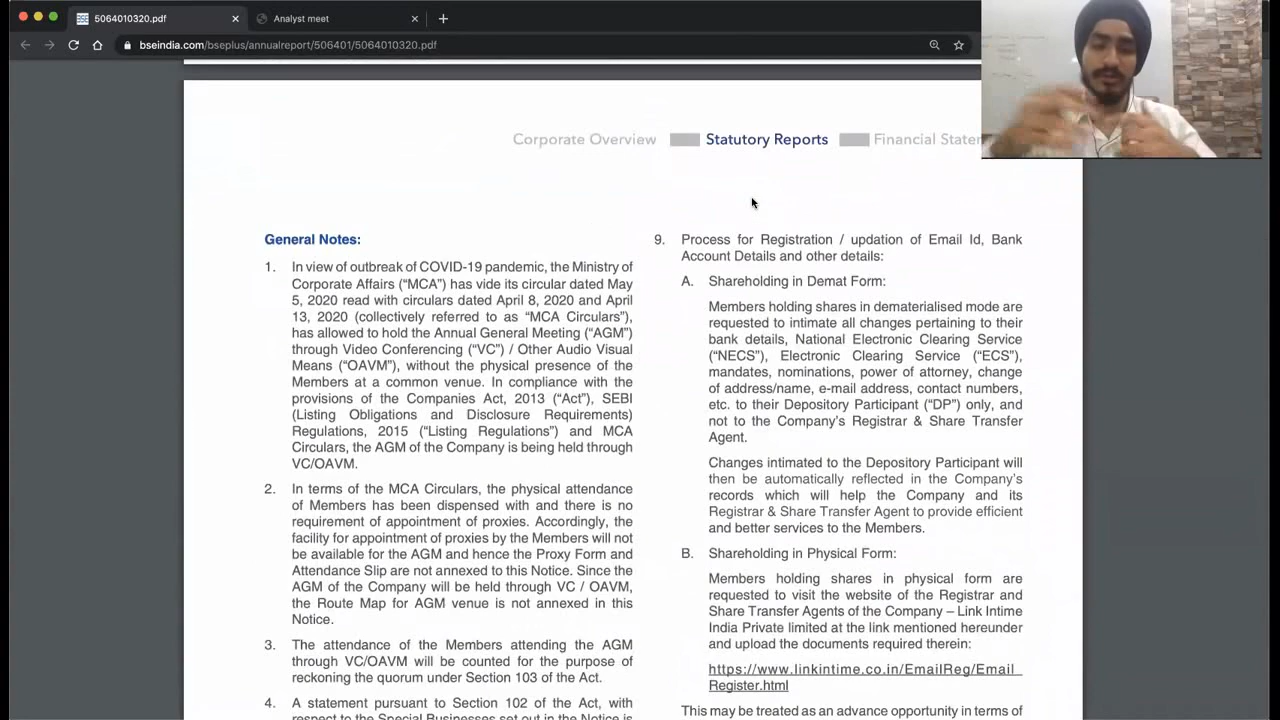 5064010320.pdf
Analyst meet
bseindia.com/bseplus/annualreport/506401/5064010320.pdf
Corporate Overview
Statutory Reports
Financial Statem
General Notes:
1. In view of outbreak of COVID-19 pandemic, the Ministry of
Corporate Affairs (“MCA”) has vide its circular dated May
5, 2020 read with circulars dated April 8, 2020 and April
13, 2020 (collectively referred to as “MCA Circulars”),
has allowed to hold the Annual General Meeting (“AGM”)
through Video Conferencing (“VC”) / Other Audio Visual
Means (“OAVM”), without the physical presence of the
Members at a common venue. In compliance with the
provisions of the Companies Act, 2013 (“Act”), SEBI
(Listing Obligations and Disclosure Requirements)
Regulations, 2015 (“Listing Regulations”) and MCA
Circulars, the AGM of the Company is being held through
VC/OAVM.
2. In terms of the MCA Circulars, the physical attendance
of Members has been dispensed with and there is no
requirement of appointment of proxies. Accordingly, the
facility for appointment of proxies by the Members will not
be available for the AGM and hence the Proxy Form and
Attendance Slip are not annexed to this Notice. Since the
AGM of the Company will be held through VC / OAVM,
the Route Map for AGM venue is not annexed in this
Notice.
3. The attendance of the Members attending the AGM
through VC/OAVM will be counted for the purpose of
reckoning the quorum under Section 103 of the Act.
4. A statement pursuant to Section 102 of the Act, with
respect to the Special Businesses set out in the Notice is
9. Process for Registration / updation of Email Id, Bank
Account Details and other details:
A. Shareholding in Demat Form:
Members holding shares in dematerialised mode are
requested to intimate all changes pertaining to their
bank details, National Electronic Clearing Service
(“NECS”), Electronic Clearing Service (“ECS”),
mandates, nominations, power of attorney, change
of address/name, e-mail address, contact numbers,
etc. to their Depository Participant (“DP”) only, and
not to the Company’s Registrar & Share Transfer
Agent.
Changes intimated to the Depository Participant will
then be automatically reflected in the Company’s
records which will help the Company and its
Registrar & Share Transfer Agent to provide efficient
and better services to the Members.
B. Shareholding in Physical Form:
Members holding shares in physical form are
requested to visit the website of the Registrar and
Share Transfer Agents of the Company – Link Intime
India Private limited at the link mentioned hereunder
and upload the documents required therein:
https://www.linkintime.co.in/EmailReg/Email_
Register.html
This may be treated as an advance opportunity in terms of